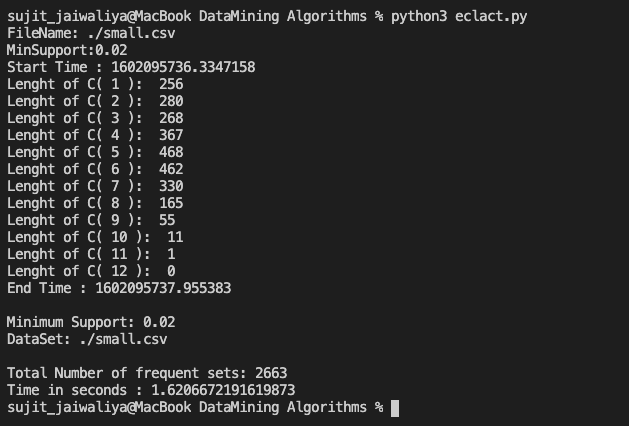 sujit_jaiwaliya@MacBook DataMining Algorithms % python3 eclact.py
FileName: ./small.csv
MinSupport:0.02
Start Time : 1602095736.3347158
Lenght of C( 1 ):  256
Lenght of C( 2 ):  280
Lenght of C( 3 ):  268
Lenght of C( 4 ):  367
Lenght of C( 5 ):  468
Lenght of C( 6 ):  462
Lenght of C( 7 ):  330
Lenght of C( 8 ):  165
Lenght of C( 9 ):  55
Lenght of C( 10 ):  11
Lenght of C( 11 ):  1
Lenght of C( 12 ):  0
End Time : 1602095737.955383
Minimum Support: 0.02
DataSet: ./small.csv
Total Number of frequent sets: 2663
Time in seconds : 1.6206672191619873
sujit_jaiwaliya@MacBook DataMining Algorithms %